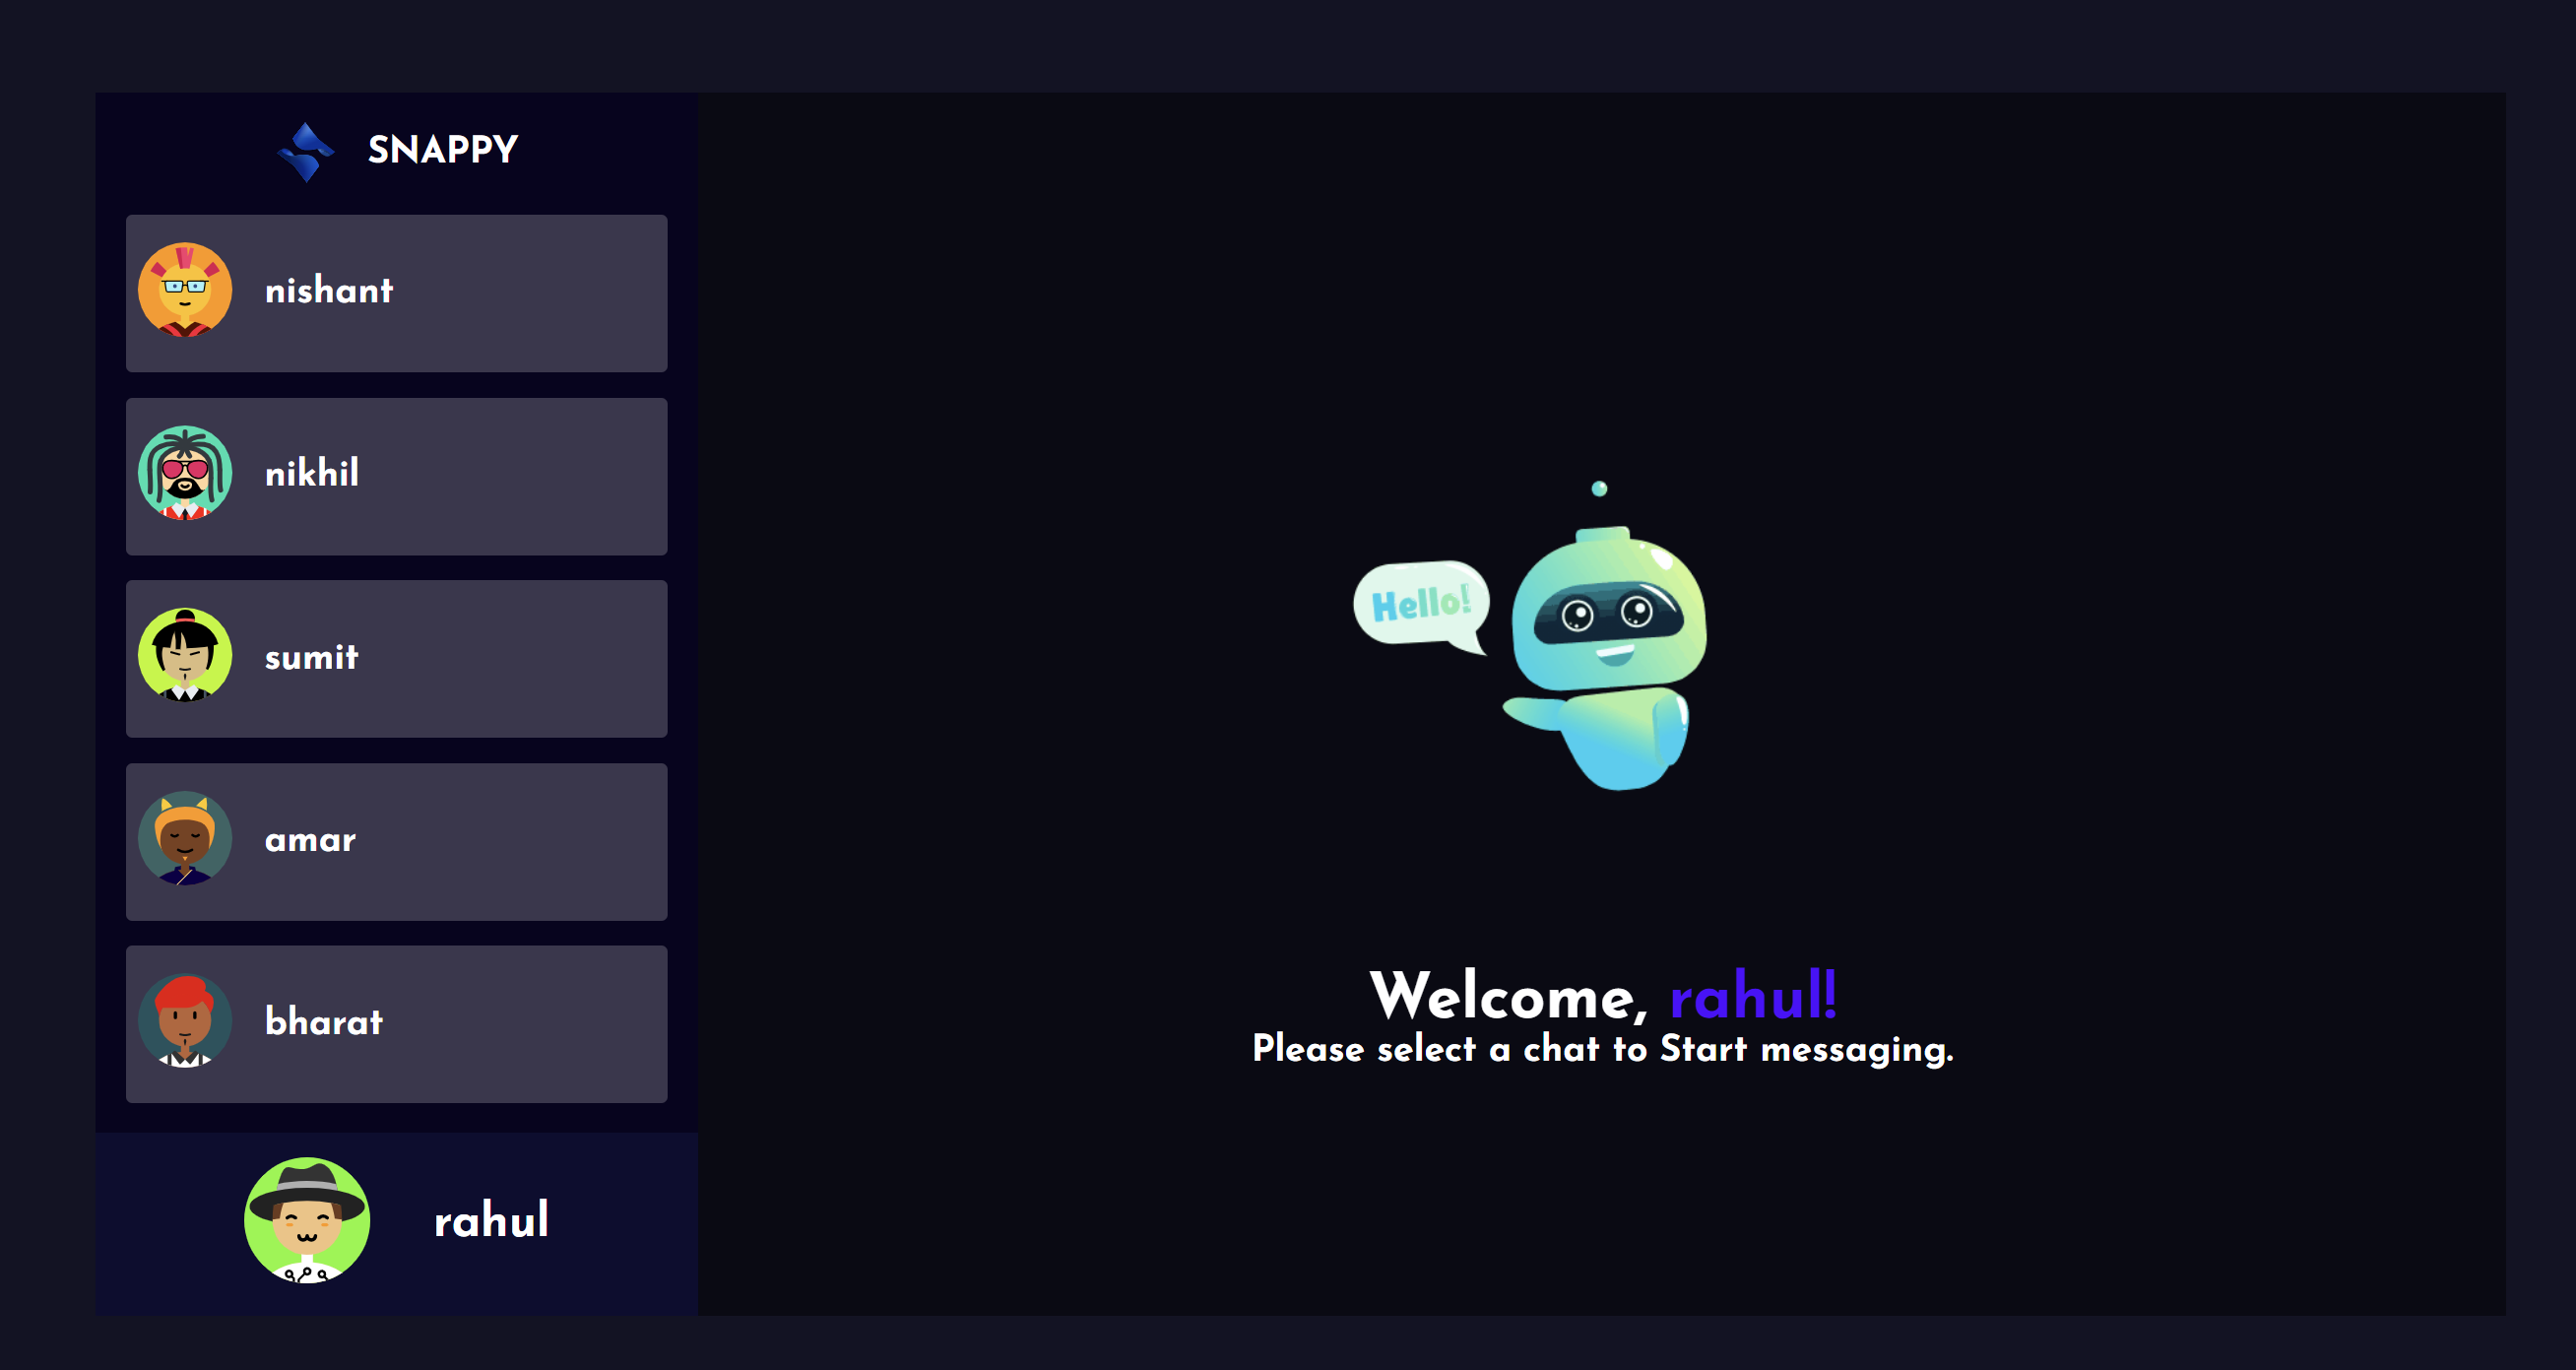 SNAPPY
nishant
nikhil
sumit
amar
bharat
rahul
Hello!
Welcome, rahul!
Please select a chat to Start messaging.